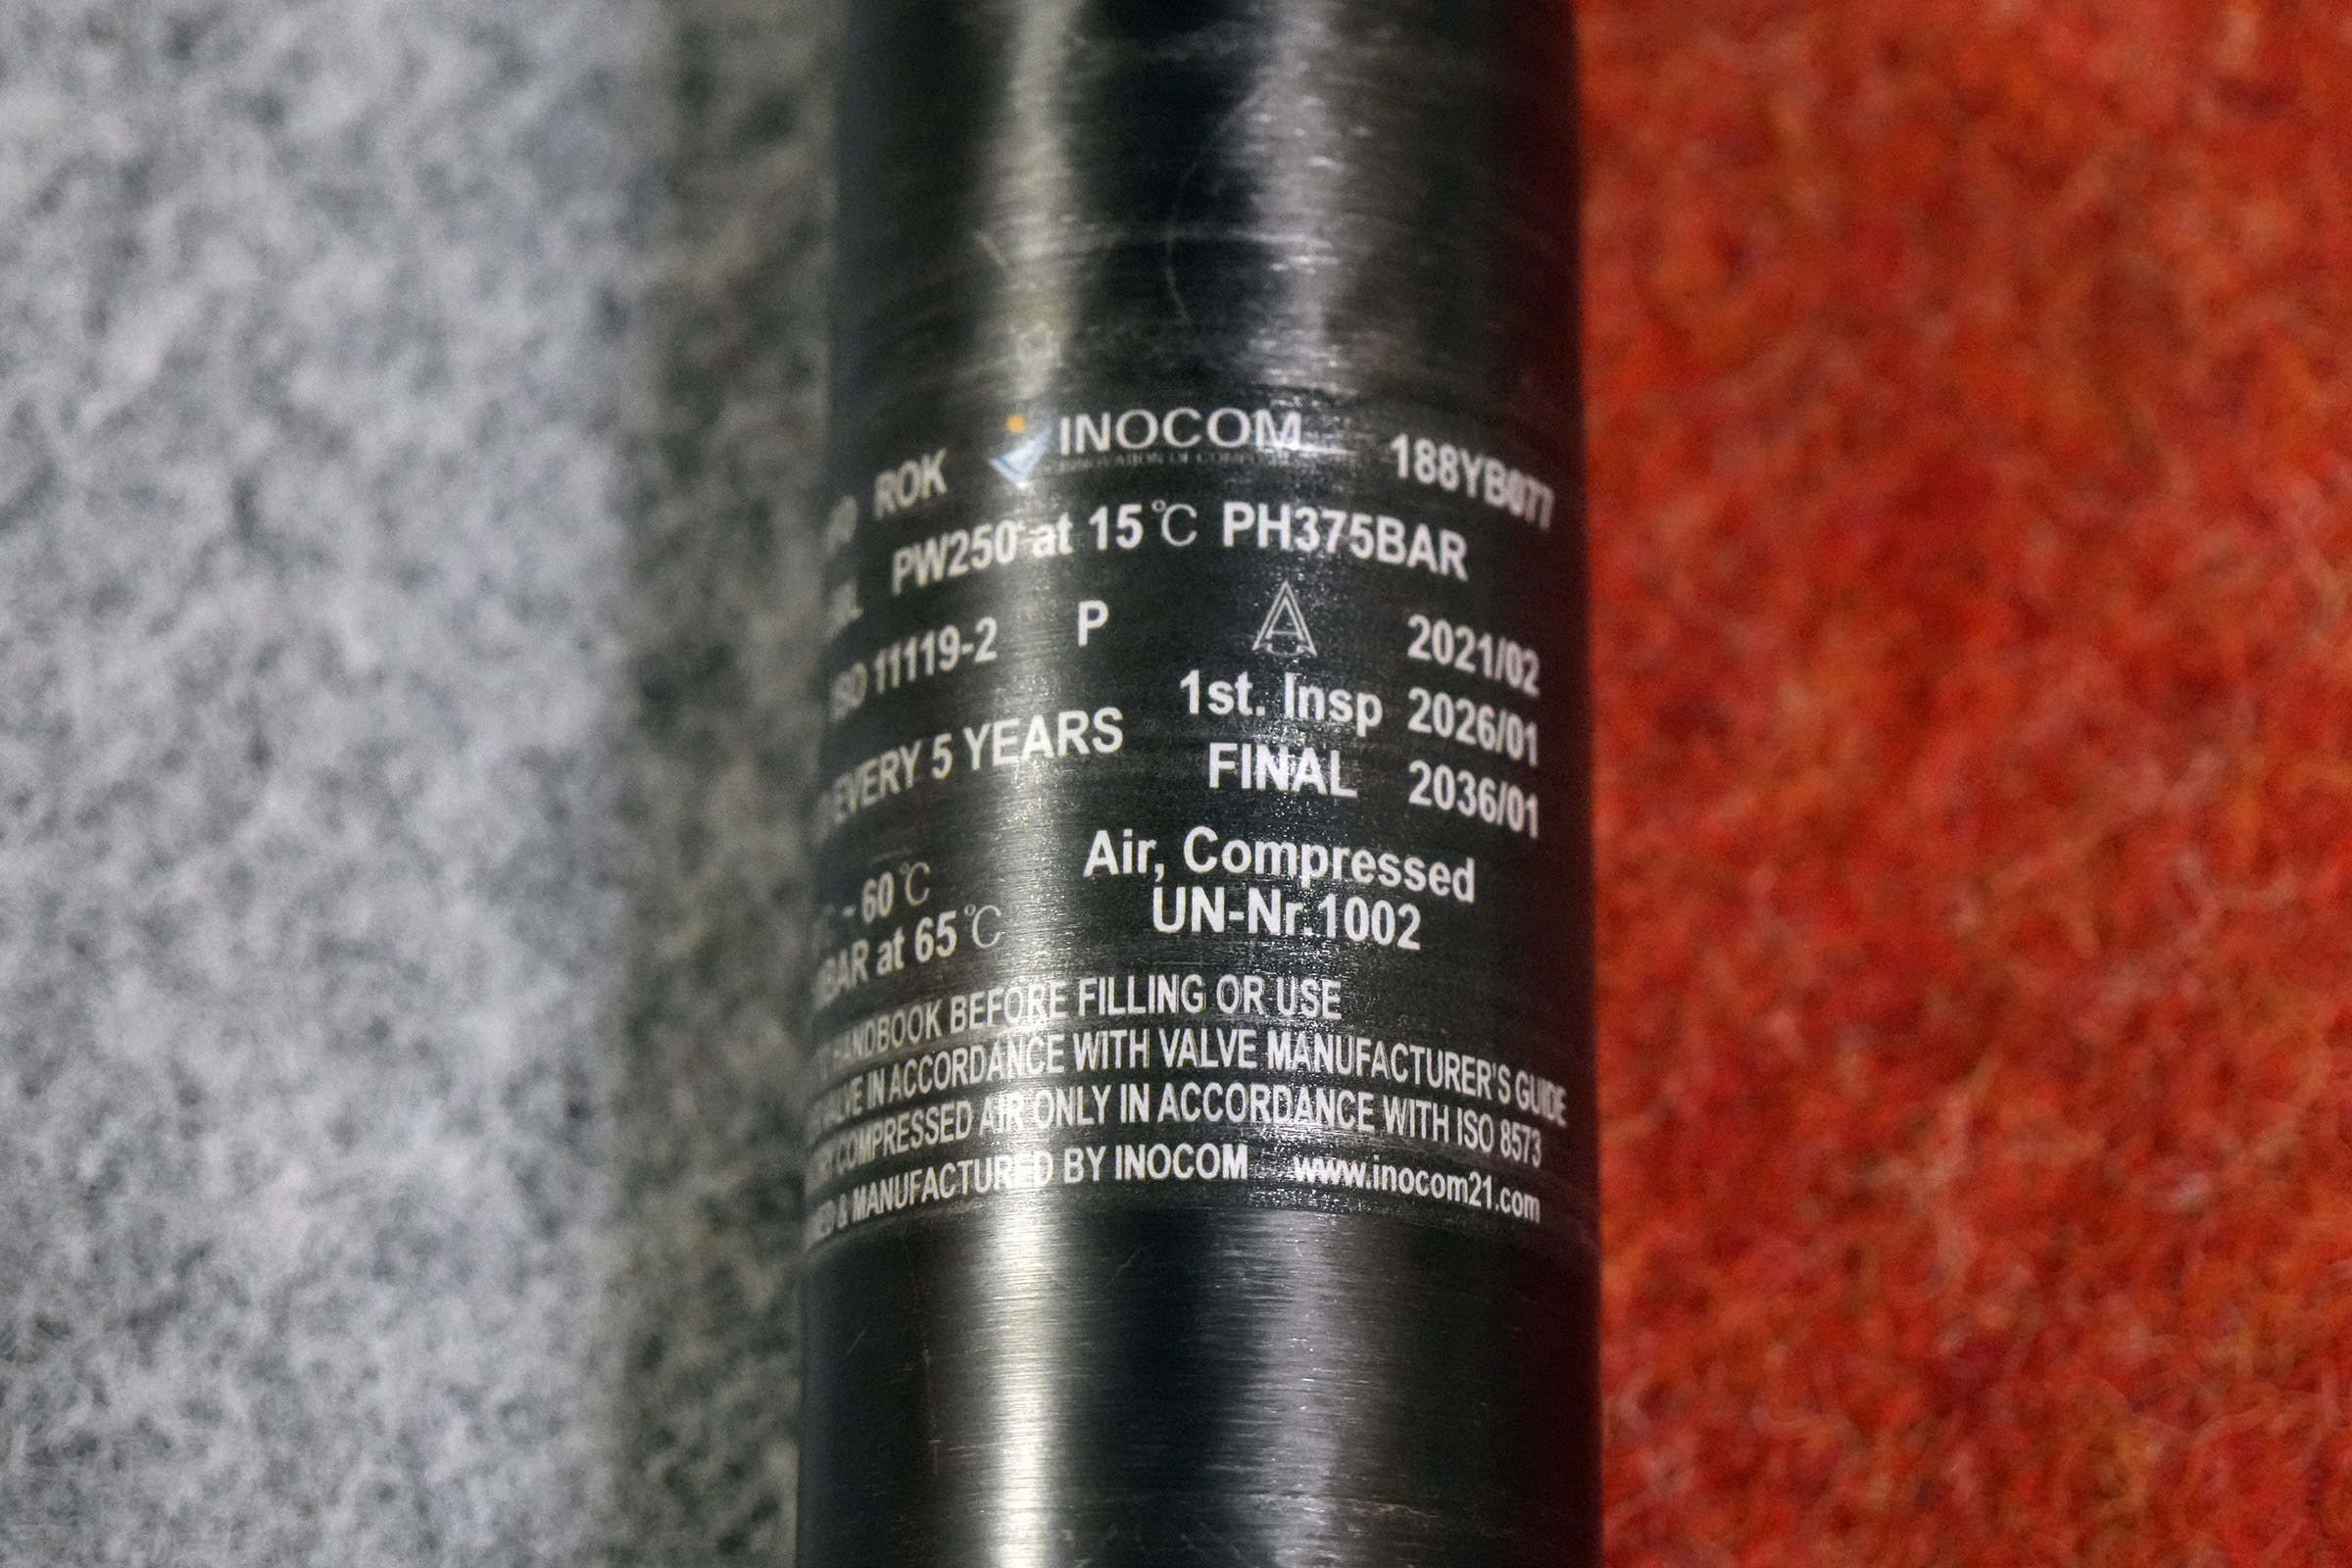 ROK INOCOM 188YB077
PW250 at 15℃ PH375BAR
ISO 11119-2 P A 2021/02
1st. Insp 2026/01
EVERY 5 YEARS FINAL 2036/01
Air, Compressed
- 60℃ UN-Nr.1002
BAR at 65℃
HANDBOOK BEFORE FILLING OR USE
VALVE IN ACCORDANCE WITH VALVE MANUFACTURER'S GUIDE
COMPRESSED AIR ONLY IN ACCORDANCE WITH ISO 8573
& MANUFACTURED BY INOCOM www.inocom21.com